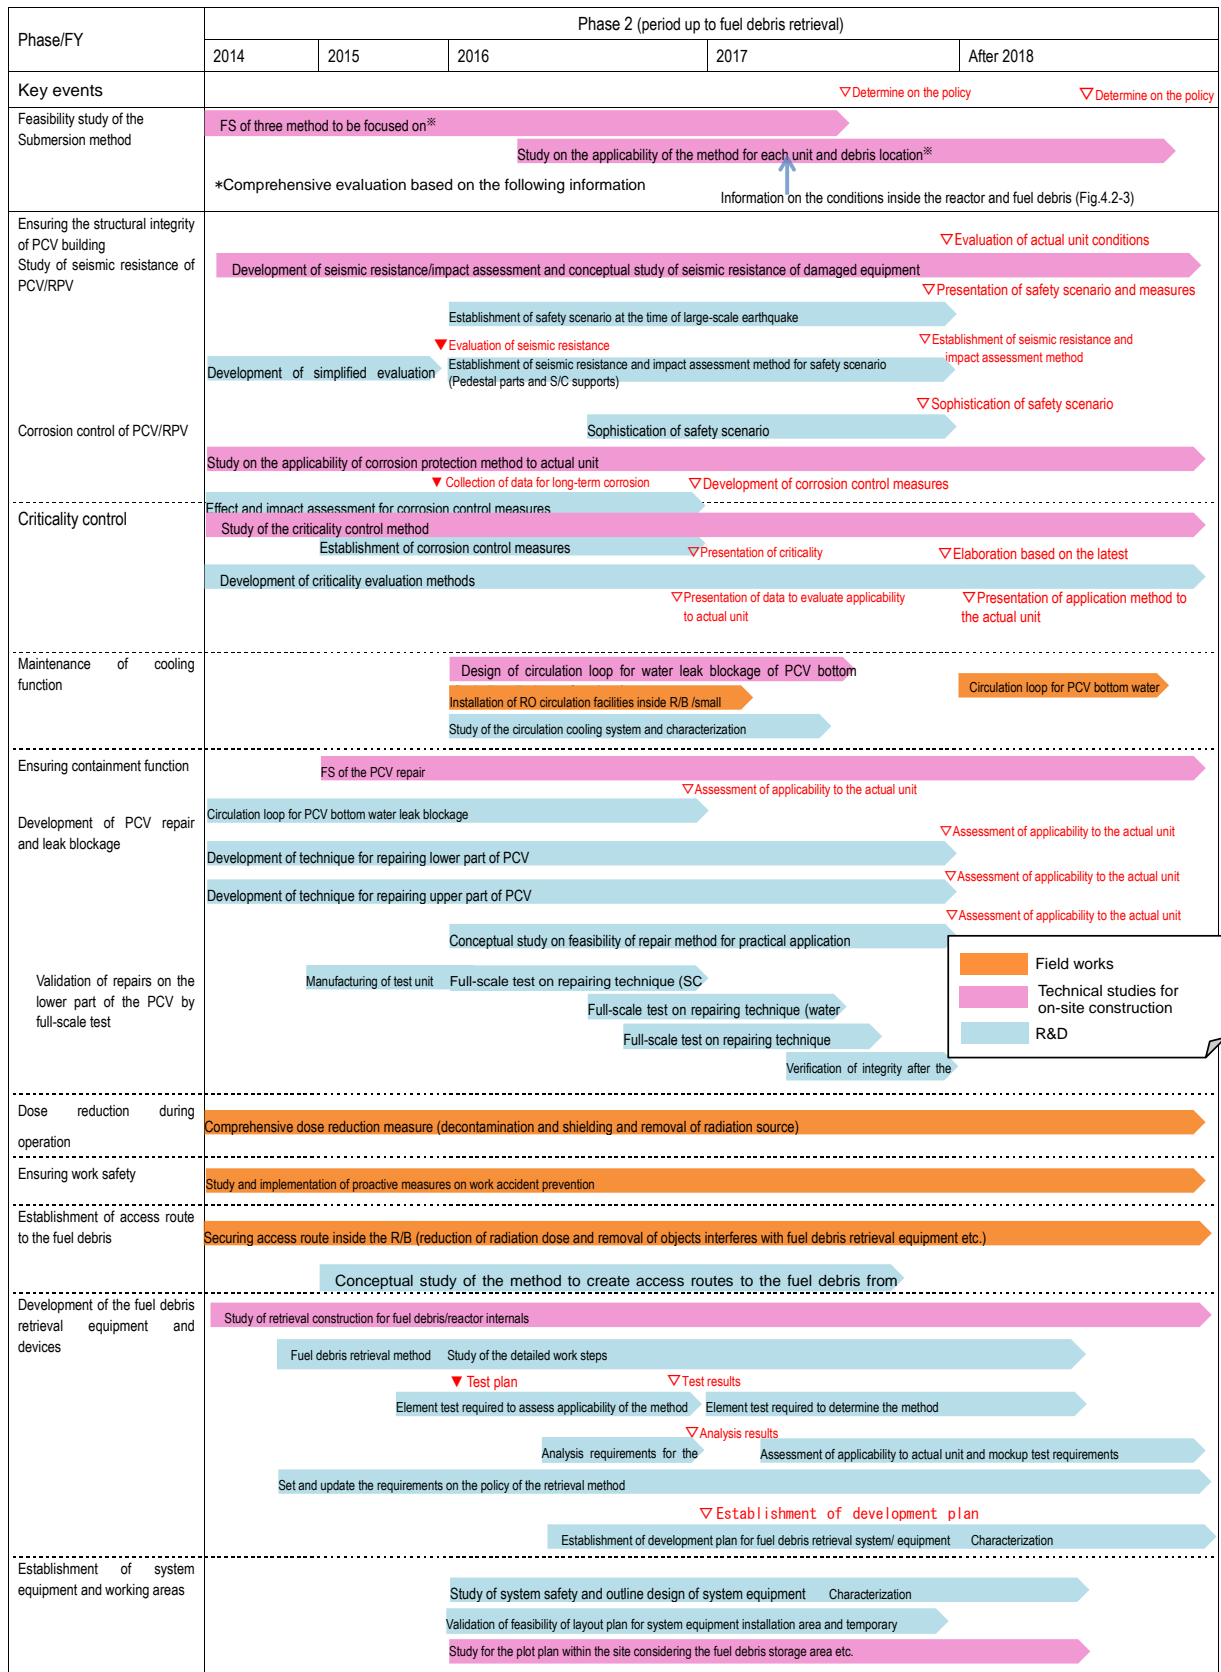 Phase/FY
Phase 2 (period up to fuel debris retrieval)
2014
2015
2016
2017
After 2018
Key events
▽Determine on the policy
▽Determine on the policy
Feasibility study of the
Submersion method
FS of three method to be focused on※
Study on the applicability of the method for each unit and debris location※
*Comprehensive evaluation based on the following information
Information on the conditions inside the reactor and fuel debris (Fig.4.2-3)
Ensuring the structural integrity
of PCV building
Study of seismic resistance of
PCV/RPV
▽Evaluation of actual unit conditions
Development of seismic resistance/impact assessment and conceptual study of seismic resistance of damaged equipment
▽Presentation of safety scenario and measures
Establishment of safety scenario at the time of large-scale earthquake
▼Evaluation of seismic resistance
▽Establishment of seismic resistance and
impact assessment method
Development of simplified evaluation
Establishment of seismic resistance and impact assessment method for safety scenario
(Pedestal parts and S/C supports)
▽Sophistication of safety scenario
Corrosion control of PCV/RPV
Sophistication of safety scenario
Study on the applicability of corrosion protection method to actual unit
▼ Collection of data for long-term corrosion
▽Development of corrosion control measures
Effect and impact assessment for corrosion control measures
Criticality control
Study of the criticality control method
Establishment of corrosion control measures
▽Presentation of criticality
▽Elaboration based on the latest
Development of criticality evaluation methods
▽Presentation of data to evaluate applicability
to actual unit
▽Presentation of application method to
the actual unit
Maintenance of cooling
function
Design of circulation loop for water leak blockage of PCV bottom
Circulation loop for PCV bottom water
Installation of RO circulation facilities inside R/B /small
Study of the circulation cooling system and characterization
Ensuring containment function
FS of the PCV repair
▽Assessment of applicability to the actual unit
Circulation loop for PCV bottom water leak blockage
Development of PCV repair
and leak blockage
▽Assessment of applicability to the actual unit
Development of technique for repairing lower part of PCV
▽Assessment of applicability to the actual unit
Development of technique for repairing upper part of PCV
▽Assessment of applicability to the actual unit
Conceptual study on feasibility of repair method for practical application
Field works
Technical studies for
on-site construction
R&D
Validation of repairs on the
lower part of the PCV by
full-scale test
Manufacturing of test unit
Full-scale test on repairing technique (SC
Full-scale test on repairing technique (water
Full-scale test on repairing technique
Verification of integrity after the
Dose reduction during
operation
Comprehensive dose reduction measure (decontamination and shielding and removal of radiation source)
Ensuring work safety
Study and implementation of proactive measures on work accident prevention
Establishment of access route
to the fuel debris
Securing access route inside the R/B (reduction of radiation dose and removal of objects interferes with fuel debris retrieval equipment etc.)
Conceptual study of the method to create access routes to the fuel debris from
Development of the fuel debris
retrieval equipment and
devices
Study of retrieval construction for fuel debris/reactor internals
Fuel debris retrieval method Study of the detailed work steps
▼ Test plan
▽Test results
Element test required to assess applicability of the method
Element test required to determine the method
▽Analysis results
Analysis requirements for the
Assessment of applicability to actual unit and mockup test requirements
Set and update the requirements on the policy of the retrieval method
▽Establishment of development plan
Establishment of development plan for fuel debris retrieval system/ equipment Characterization
Establishment of system
equipment and working areas
Study of system safety and outline design of system equipment Characterization
Validation of feasibility of layout plan for system equipment installation area and temporary
Study for the plot plan within the site considering the fuel debris storage area etc.